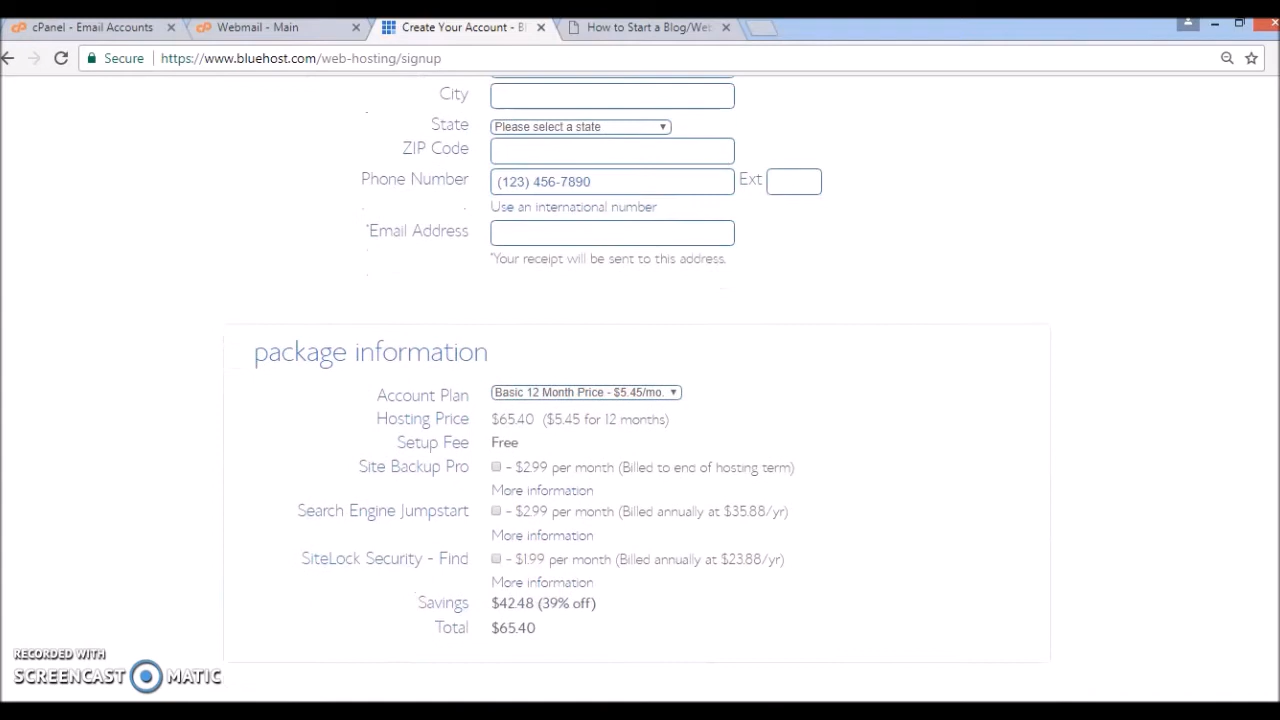 cPanel - Email Accounts
Webmail - Main
Create Your Account - B
How to Start a Blog/Web
Secure https://www.bluehost.com/web-hosting/signup
City
State Please select a state
ZIP Code
Phone Number (123) 456-7890 Ext
Use an international number
*Email Address
*Your receipt will be sent to this address.
package information
Account Plan Basic 12 Month Price - $5.45/mo.
Hosting Price $65.40 ($5.45 for 12 months)
Setup Fee Free
Site Backup Pro - $2.99 per month (Billed to end of hosting term)
More information
Search Engine Jumpstart - $2.99 per month (Billed annually at $35.88/yr)
More information
SiteLock Security - Find - $1.99 per month (Billed annually at $23.88/yr)
More information
Savings $42.48 (39% off)
Total $65.40
RECORDED WITH
SCREENCAST MATIC